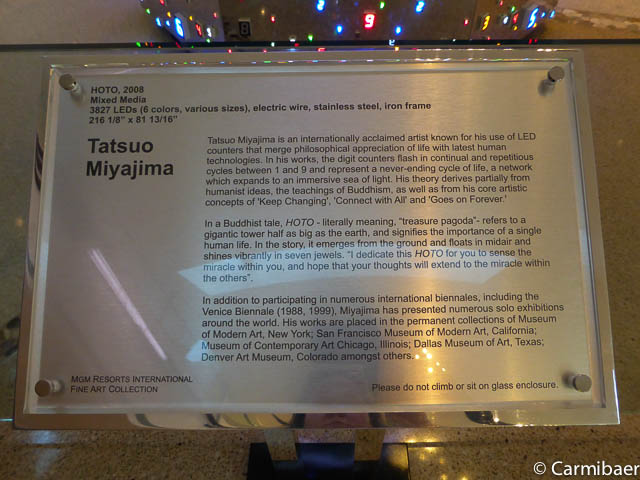 6
8
9
9
5
HOTO, 2008
Mixed Media
3827 LEDs (6 colors, various sizes), electric wire, stainless steel, iron frame
216 1/8" x 81 13/16"
Tatsuo
Miyajima
Tatsuo Miyajima is an internationally acclaimed artist known for his use of LED
counters that merge philosophical appreciation of life with latest human
technologies. In his works, the digit counters flash in continual and repetitious
cycles between 1 and 9 and represent a never-ending cycle of life, a network
which expands to an immersive sea of light. His theory derives partially from
humanist ideas, the teachings of Buddhism, as well as from his core artistic
concepts of 'Keep Changing', 'Connect with All' and 'Goes on Forever.'
In a Buddhist tale, HOTO - literally meaning, "treasure pagoda"- refers to a
gigantic tower half as big as the earth, and signifies the importance of a single
human life. In the story, it emerges from the ground and floats in midair and
shines vibrantly in seven jewels. "I dedicate this HOTO for you to sense the
miracle within you, and hope that your thoughts will extend to the miracle within
the others".
In addition to participating in numerous international biennales, including the
Venice Biennale (1988, 1999), Miyajima has presented numerous solo exhibitions
around the world. His works are placed in the permanent collections of Museum
of Modern Art, New York; San Francisco Museum of Modern Art, California;
Museum of Contemporary Art Chicago, Illinois; Dallas Museum of Art, Texas;
Denver Art Museum, Colorado amongst others.
MGM RESORTS INTERNATIONAL
FINE ART COLLECTION
Please do not climb or sit on glass enclosure.
© Carmibaer